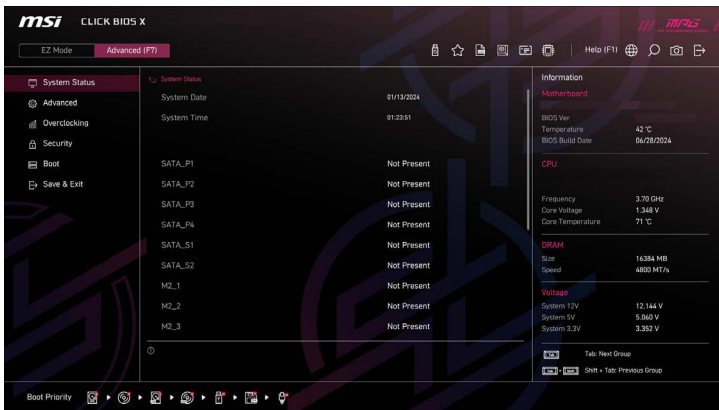 msi CLICK BIOS X
MPG
EZ Mode Advanced (F7)
Help (F1)
System Status
Advanced
Overclocking
Security
Boot
Save & Exit
System Status
System Date 01/13/2024
System Time 01:23:51
SATA_P1 Not Present
SATA_P2 Not Present
SATA_P3 Not Present
SATA_P4 Not Present
SATA_S1 Not Present
SATA_S2 Not Present
M2_1 Not Present
M2_2 Not Present
M2_3 Not Present
Information
Motherboard
BIOS Ver
Temperature 42 °C
BIOS Build Date 06/28/2024
CPU
Frequency 3.70 GHz
Core Voltage 1.348 V
Core Temperature 71 °C
DRAM
Size 16384 MB
Speed 4800 MT/s
Voltage
System 12V 12.144 V
System 5V 5.060 V
System 3.3V 3.352 V
Tab Tab: Next Group
Shift + Tab: Previous Group
Boot Priority